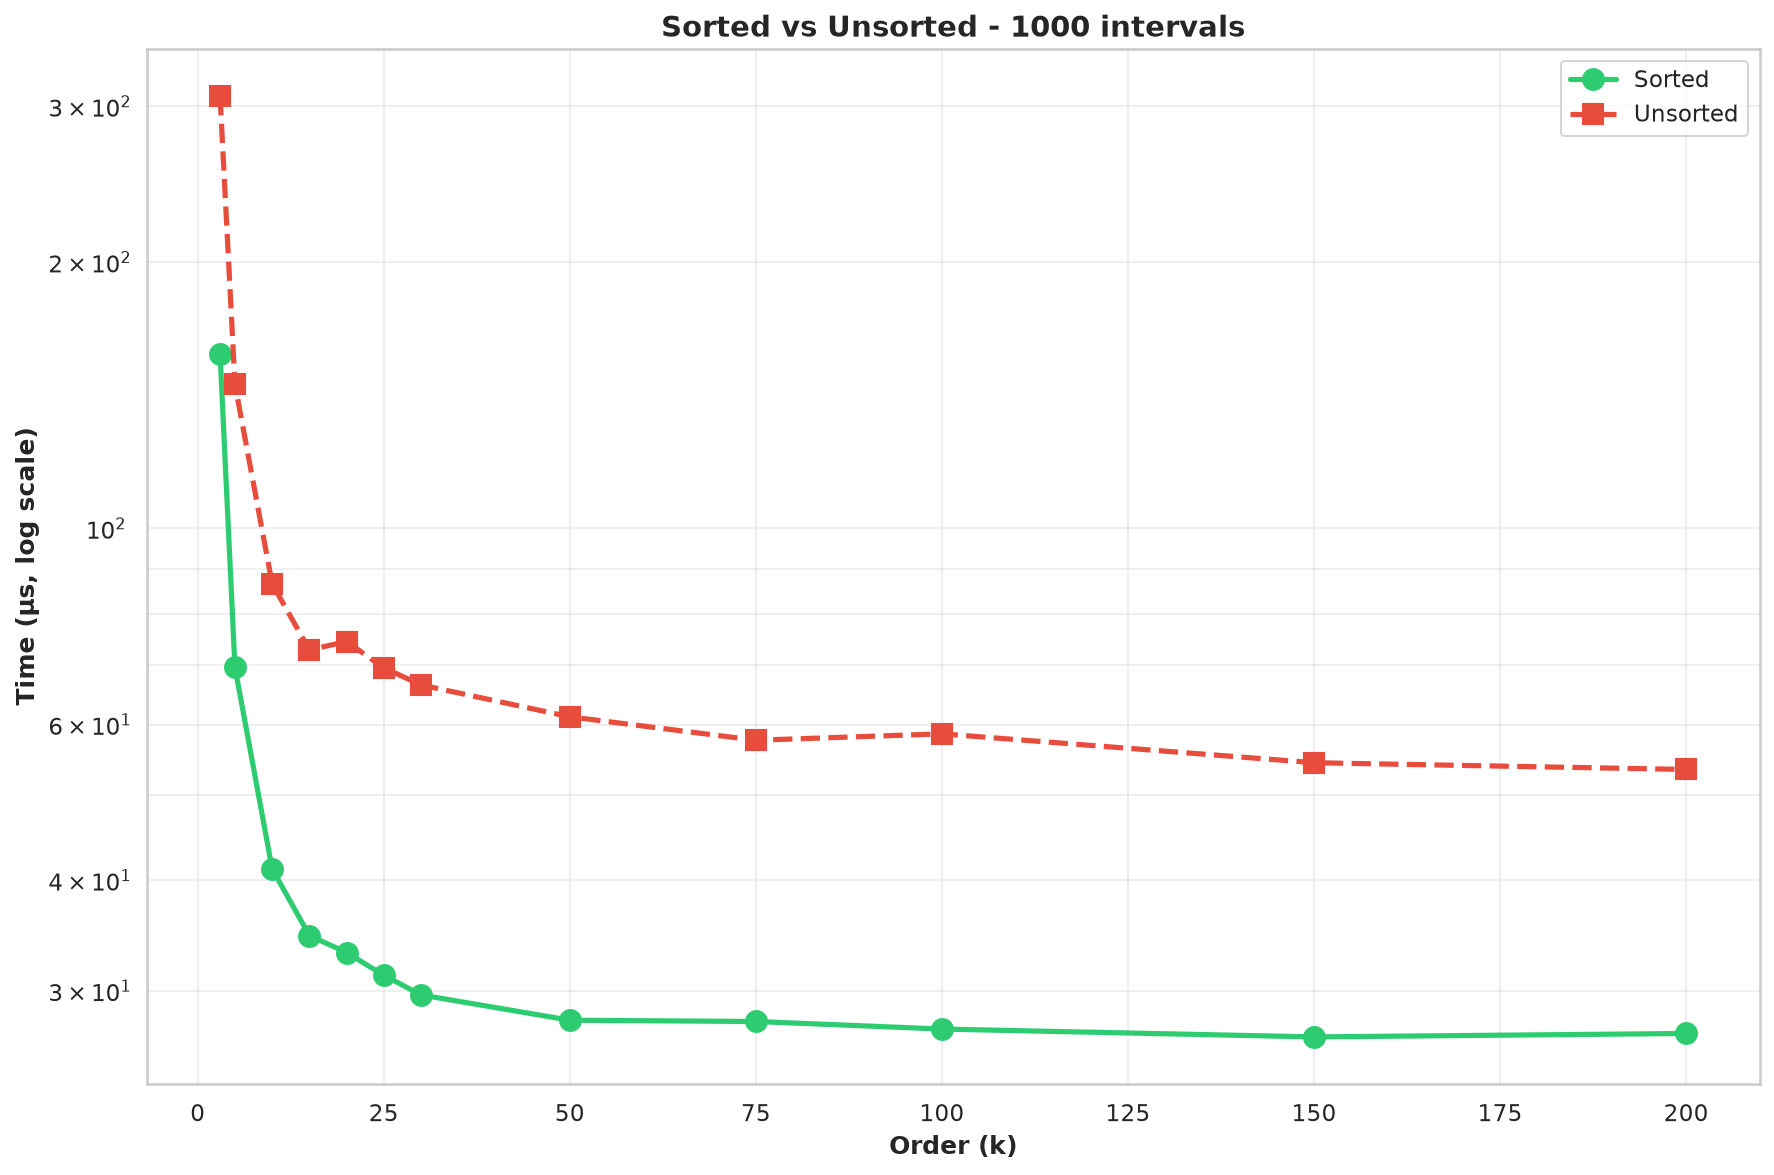 Sorted vs Unsorted - 1000 intervals
Sorted
Unsorted
Time (µs, log scale)
3 × 10²
2 × 10²
10²
6 × 10¹
4 × 10¹
3 × 10¹
0 25 50 75 100 125 150 175 200
Order (k)